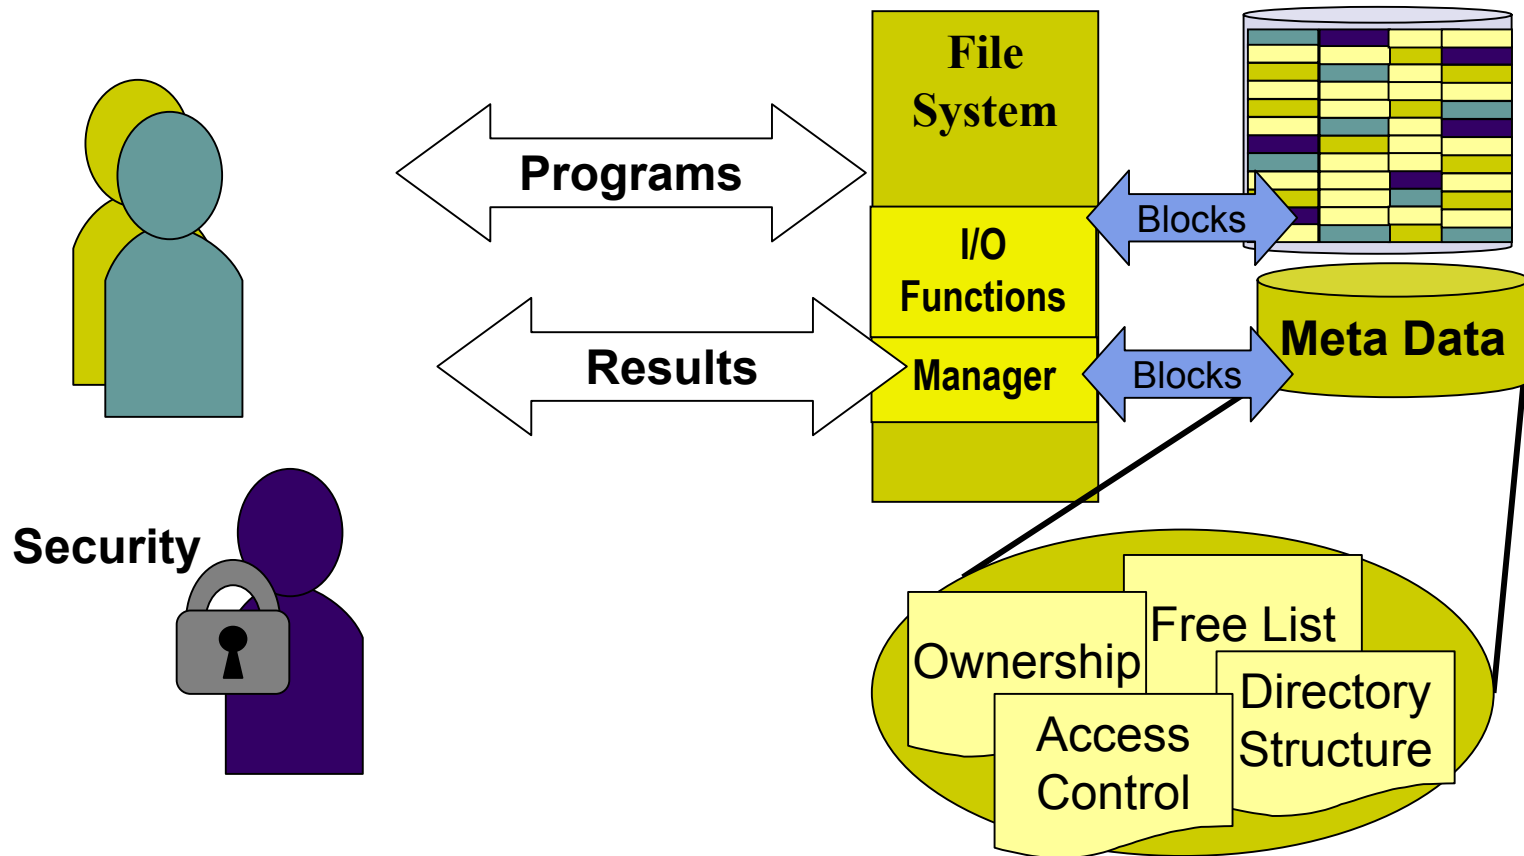 File
System
Programs
I/O
Functions
Blocks
Results
Manager
Blocks
Meta Data
Security
Ownership
Free List
Directory
Structure
Access
Control